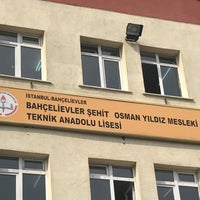 İSTANBUL-BAHÇELİEVLER
BAHÇELİEVLER ŞEHİT OSMAN YILDIZ MESLEKİ
TEKNİK ANADOLU LİSESİ